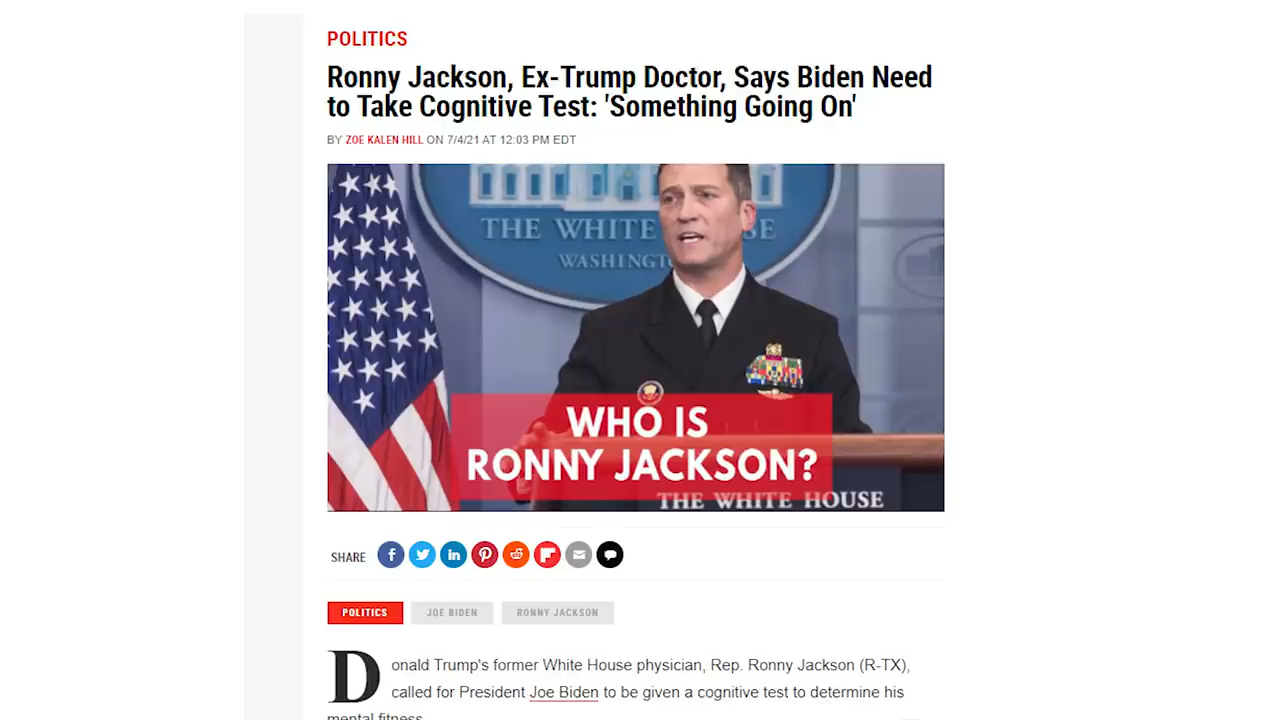 POLITICS
Ronny Jackson, Ex-Trump Doctor, Says Biden Need
to Take Cognitive Test: 'Something Going On'
BY ZOE KALEN HILL ON 7/4/21 AT 12:03 PM EDT
THE WHITE HOUSE
WASHINGTO
WHO IS
RONNY JACKSON?
THE WHITE HOUSE
SHARE
POLITICS JOE BIDEN RONNY JACKSON
Donald Trump's former White House physician, Rep. Ronny Jackson (R-TX),
called for President Joe Biden to be given a cognitive test to determine his
mental fitness.